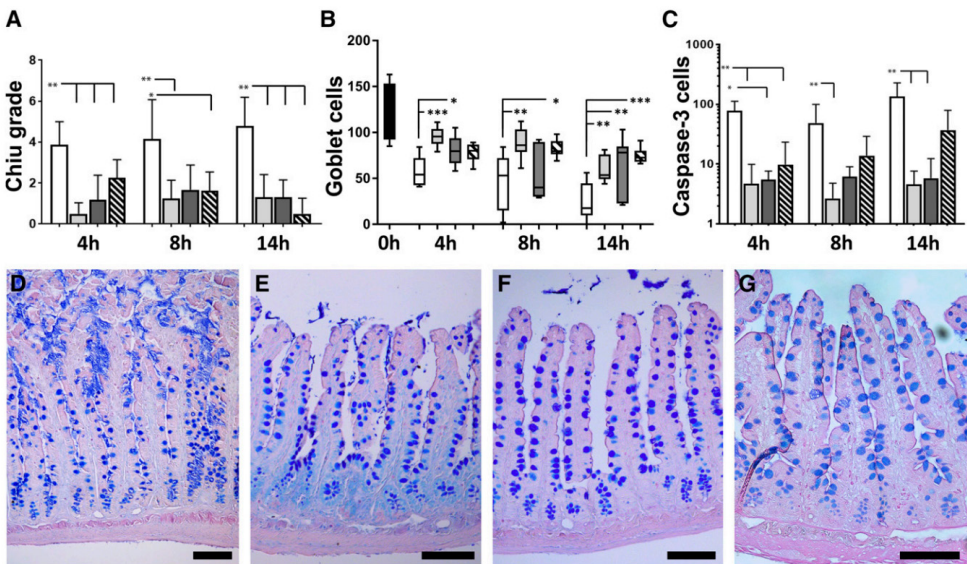 A
B
C
Chiu grade
8
6
4
2
0
** ** * **
4h 8h 14h
Goblet cells
200
150
100
50
0
* *** * ** *** ** **
0h 4h 8h 14h
Caspase-3 cells
1000
100
10
1
** * ** **
4h 8h 14h
D
E
F
G